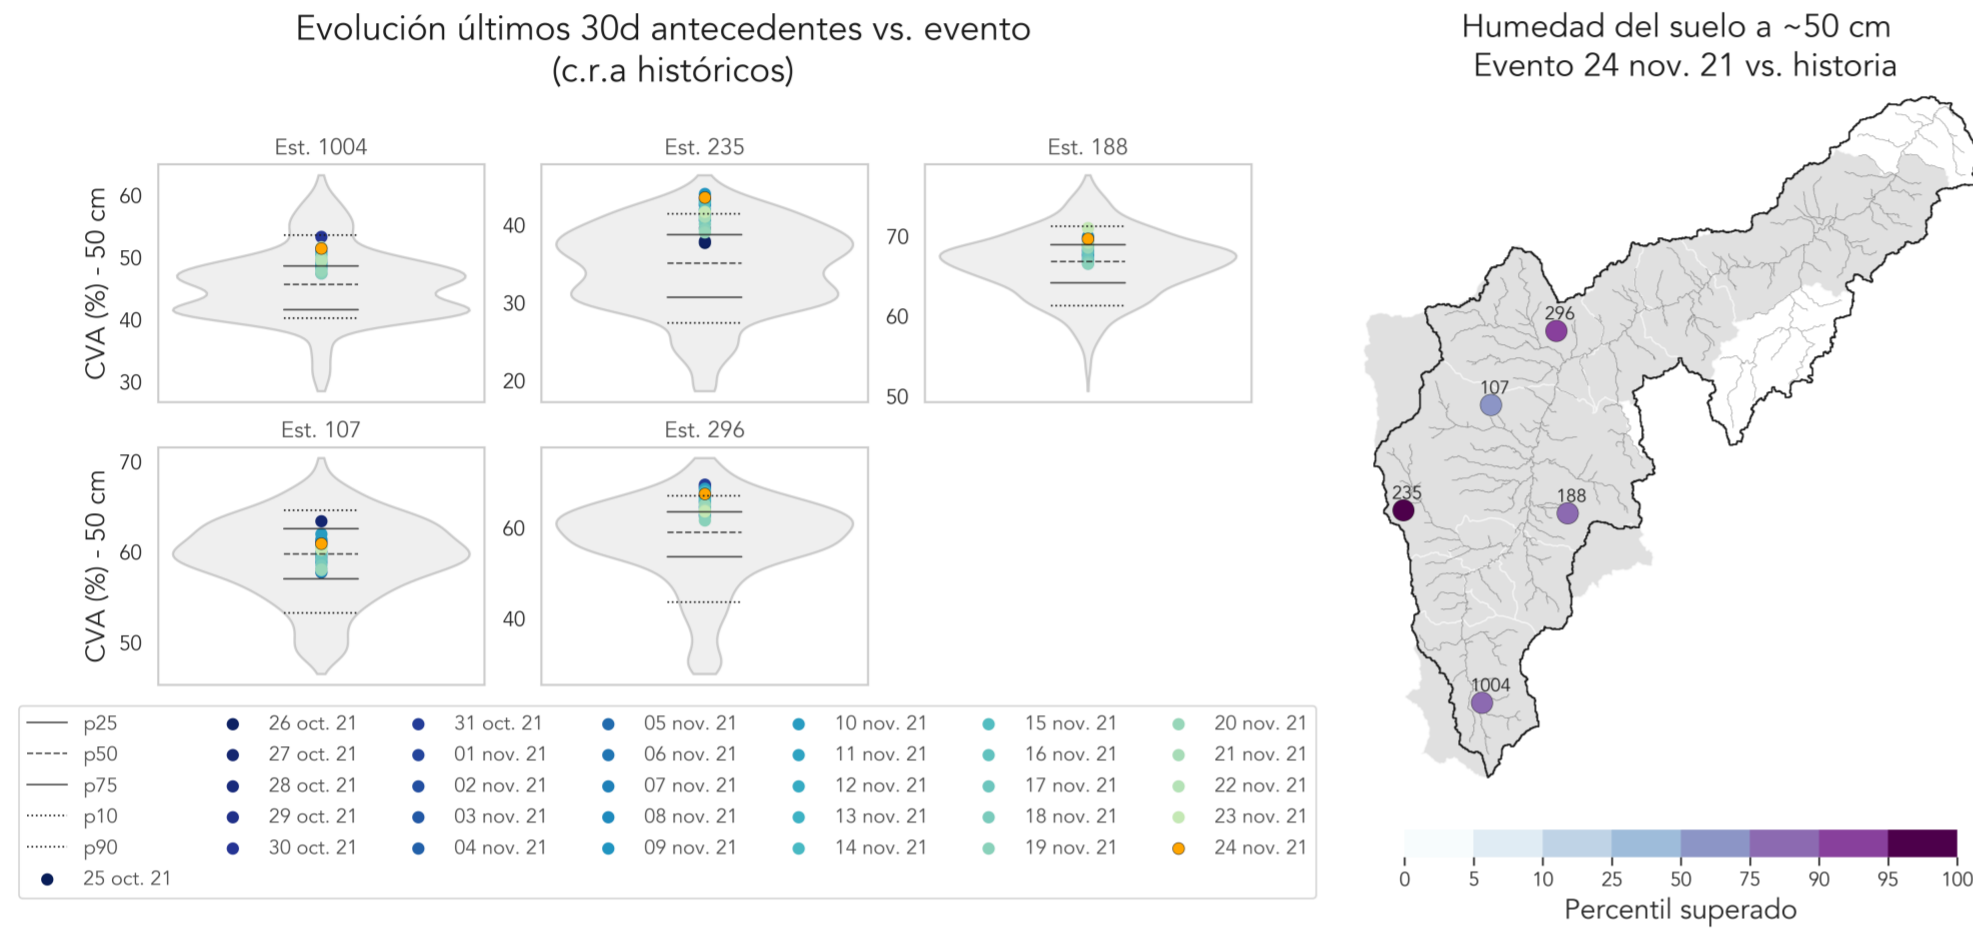 Evolución últimos 30d antecedentes vs. evento
(c.r.a históricos)
Humedad del suelo a ~50 cm
Evento 24 nov. 21 vs. historia
Est. 1004
Est. 235
Est. 188
CVA (%) - 50 cm
60
50
40
30
40
30
20
70
60
50
Est. 107
Est. 296
CVA (%) - 50 cm
70
60
50
60
40
p25
p50
p75
p10
p90
25 oct. 21
26 oct. 21
27 oct. 21
28 oct. 21
29 oct. 21
30 oct. 21
31 oct. 21
01 nov. 21
02 nov. 21
03 nov. 21
04 nov. 21
05 nov. 21
06 nov. 21
07 nov. 21
08 nov. 21
09 nov. 21
10 nov. 21
11 nov. 21
12 nov. 21
13 nov. 21
14 nov. 21
15 nov. 21
16 nov. 21
17 nov. 21
18 nov. 21
19 nov. 21
20 nov. 21
21 nov. 21
22 nov. 21
23 nov. 21
24 nov. 21
296
107
235
188
1004
0 5 10 25 50 75 90 95 100
Percentil superado